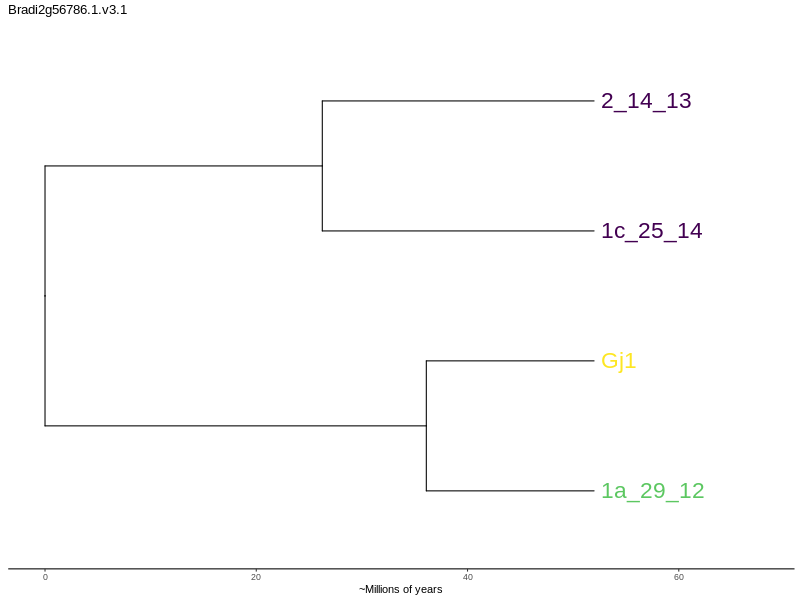 Bradi2g56786.1.v3.1
2_14_13
1c_25_14
Gj1
1a_29_12
0 20 40 60
~Millions of years